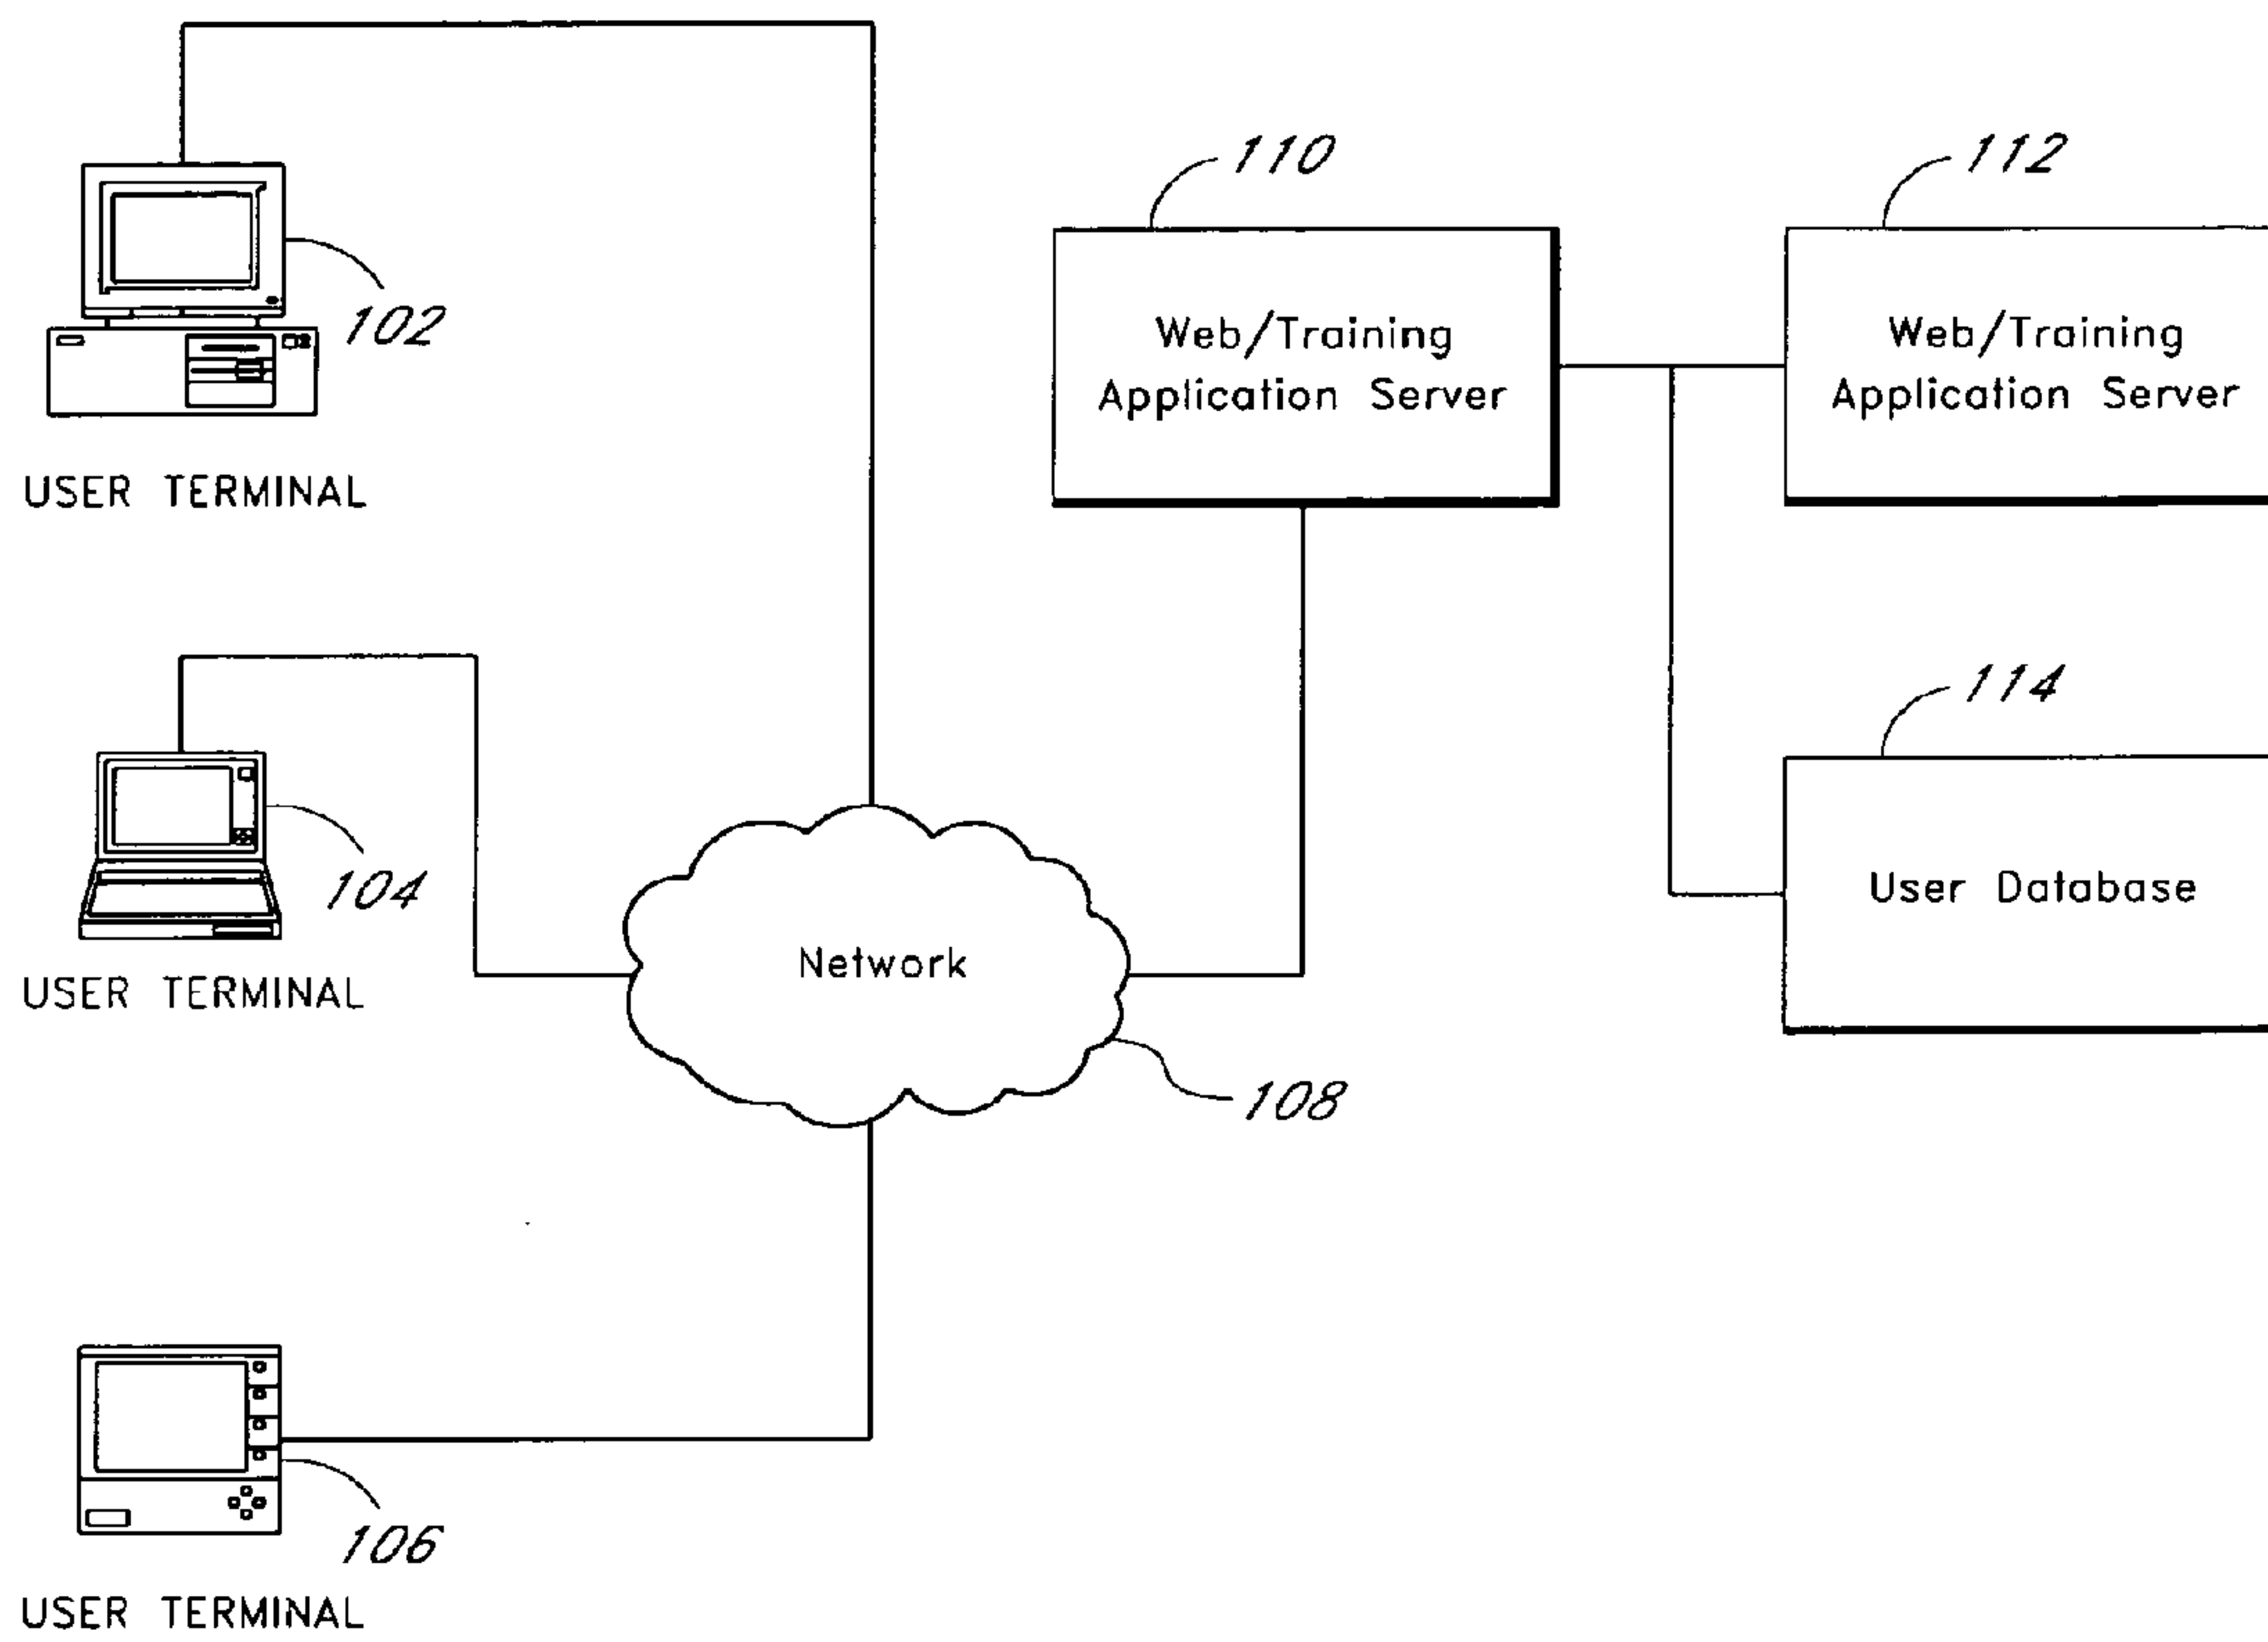 110
112
102
Web/Training
Application Server
Web/Training
Application Server
USER TERMINAL
114
104
User Database
Network
USER TERMINAL
108
106
USER TERMINAL